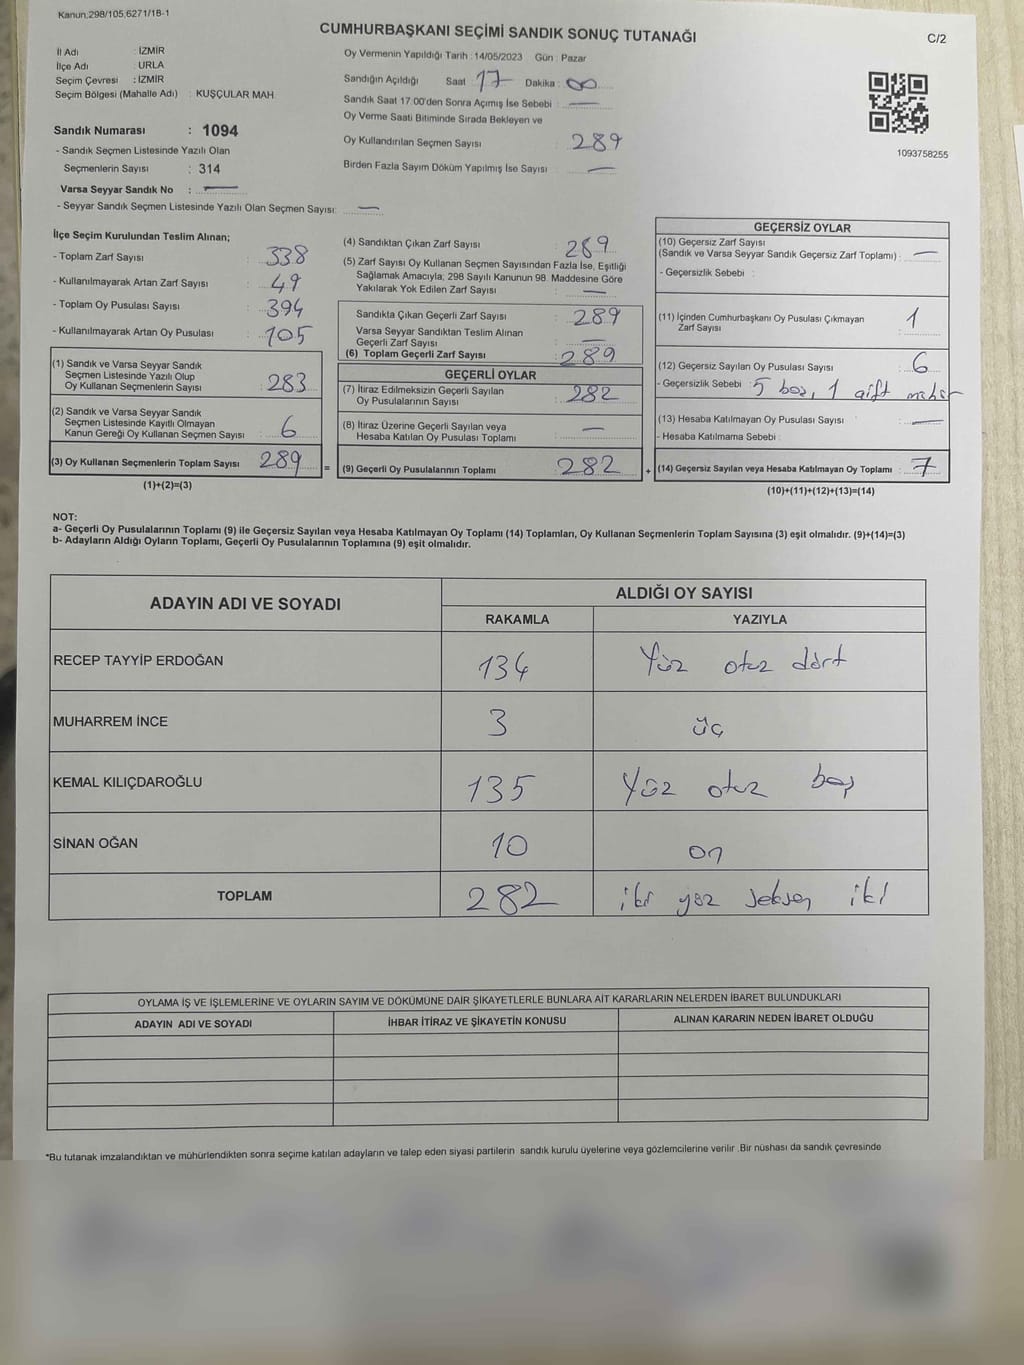 Kanun;298/105,6271/18-1
CUMHURBAŞKANI SEÇİMİ SANDIK SONUÇ TUTANAĞI
C/2
İl Adı : İZMİR
İlçe Adı : URLA
Seçim Çevresi : İZMİR
Seçim Bölgesi (Mahalle Adı) : KUŞÇULAR MAH.
Sandık Numarası : 1094
- Sandık Seçmen Listesinde Yazılı Olan
Seçmenlerin Sayısı : 314
Varsa Seyyar Sandık No : —
- Seyyar Sandık Seçmen Listesinde Yazılı Olan Seçmen Sayısı: —
Oy Vermenin Yapıldığı Tarih : 14/05/2023 Gün : Pazar
Sandığın Açıldığı Saat : 17 Dakika : 00
Sandık Saat 17:00'den Sonra Açılmış İse Sebebi : —
Oy Verme Saati Bitiminde Sırada Bekleyen ve
Oy Kullandırılan Seçmen Sayısı : 289
Birden Fazla Sayım Döküm Yapılmış İse Sayısı : —
1093758255
İlçe Seçim Kurulundan Teslim Alınan;
- Toplam Zarf Sayısı : 338
- Kullanılmayarak Artan Zarf Sayısı : 49
- Toplam Oy Pusulası Sayısı : 394
- Kullanılmayarak Artan Oy Pusulası : 105
(1) Sandık ve Varsa Seyyar Sandık
Seçmen Listesinde Yazılı Olup
Oy Kullanan Seçmenlerin Sayısı : 283
(2) Sandık ve Varsa Seyyar Sandık
Seçmen Listesinde Kayıtlı Olmayan
Kanun Gereği Oy Kullanan Seçmen Sayısı : 6
(3) Oy Kullanan Seçmenlerin Toplam Sayısı 289
(1)+(2)=(3)
=
(4) Sandıktan Çıkan Zarf Sayısı : 289
(5) Zarf Sayısı Oy Kullanan Seçmen Sayısından Fazla İse, Eşitliği
Sağlamak Amacıyla; 298 Sayılı Kanunun 98. Maddesine Göre
Yakılarak Yok Edilen Zarf Sayısı : —
Sandıkta Çıkan Geçerli Zarf Sayısı : 289
Varsa Seyyar Sandıktan Teslim Alınan
Geçerli Zarf Sayısı : —
(6) Toplam Geçerli Zarf Sayısı : 289
GEÇERLİ OYLAR
(7) İtiraz Edilmeksizin Geçerli Sayılan
Oy Pusulalarının Sayısı : 282
(8) İtiraz Üzerine Geçerli Sayılan veya
Hesaba Katılan Oy Pusulası Toplamı : —
(9) Geçerli Oy Pusulalarının Toplamı : 282
+
GEÇERSİZ OYLAR
(10) Geçersiz Zarf Sayısı
(Sandık ve Varsa Seyyar Sandık Geçersiz Zarf Toplamı) : —
- Geçersizlik Sebebi :
(11) İçinden Cumhurbaşkanı Oy Pusulası Çıkmayan
Zarf Sayısı : 1
(12) Geçersiz Sayılan Oy Pusulası Sayısı : 6
- Geçersizlik Sebebi : 5 boş, 1 çift mühür
(13) Hesaba Katılmayan Oy Pusulası Sayısı : —
- Hesaba Katılmama Sebebi :
(14) Geçersiz Sayılan veya Hesaba Katılmayan Oy Toplamı : 7
(10)+(11)+(12)+(13)=(14)
NOT:
a- Geçerli Oy Pusulalarının Toplamı (9) ile Geçersiz Sayılan veya Hesaba Katılmayan Oy Toplamı (14) Toplamları, Oy Kullanan Seçmenlerin Toplam Sayısına (3) eşit olmalıdır. (9)+(14)=(3)
b- Adayların Aldığı Oyların Toplamı, Geçerli Oy Pusulalarının Toplamına (9) eşit olmalıdır.
ADAYIN ADI VE SOYADI ALDIĞI OY SAYISI
RAKAMLA YAZIYLA
RECEP TAYYİP ERDOĞAN 134 Yüz otuz dört
MUHARREM İNCE 3 üç
KEMAL KILIÇDAROĞLU 135 Yüz otuz beş
SİNAN OĞAN 10 on
TOPLAM 282 iki yüz seksen iki
OYLAMA İŞ VE İŞLEMLERİNE VE OYLARIN SAYIM VE DÖKÜMÜNE DAİR ŞİKAYETLERLE BUNLARA AİT KARARLARIN NELERDEN İBARET BULUNDUKLARI
ADAYIN ADI VE SOYADI İHBAR İTİRAZ VE ŞİKAYETİN KONUSU ALINAN KARARIN NEDEN İBARET OLDUĞU
*Bu tutanak imzalandıktan ve mühürlendikten sonra seçime katılan adayların ve talep eden siyasi partilerin sandık kurulu üyelerine veya gözlemcilerine verilir .Bir nüshası da sandık çevresinde